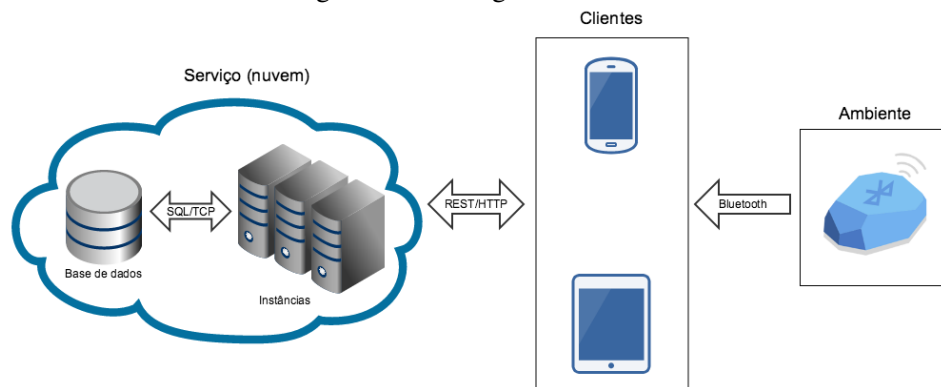 Clientes
Serviço (nuvem)
Ambiente
SQL/TCP
REST/HTTP
Bluetooth
Base de dados
Instâncias